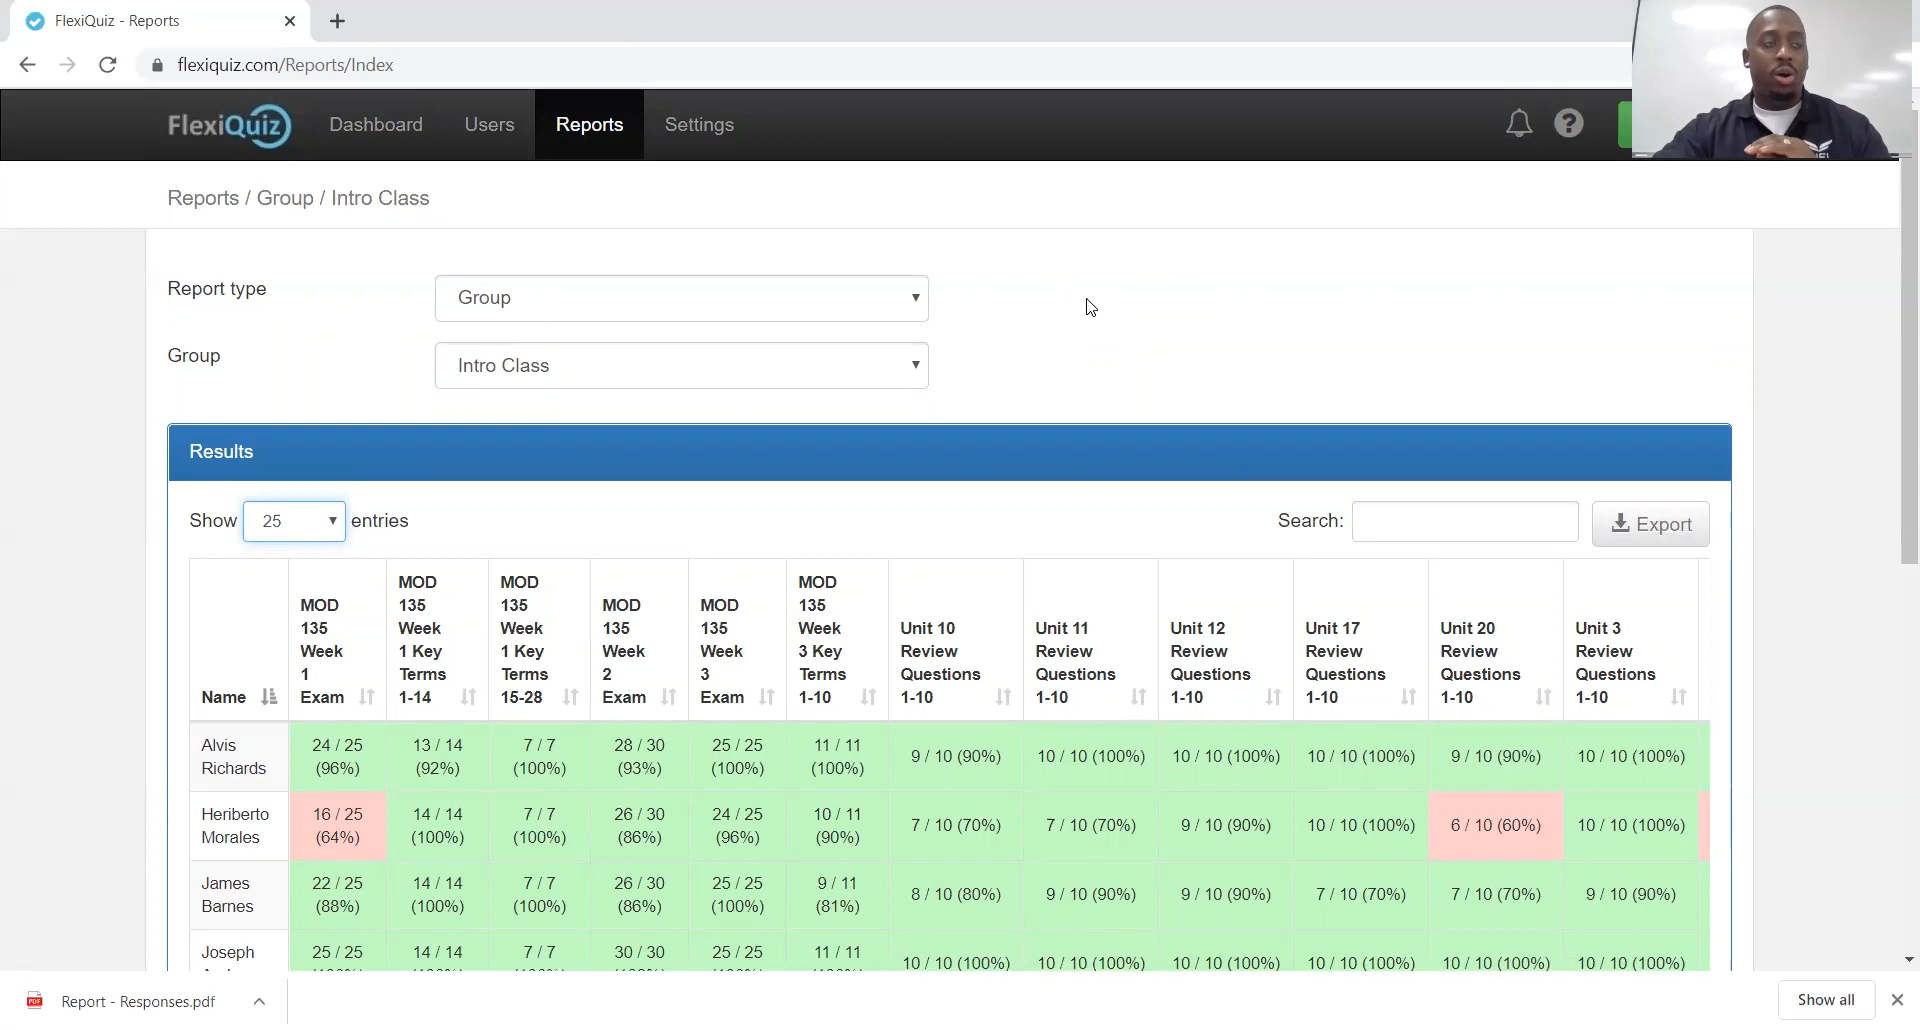 FlexiQuiz - Reports
flexiquiz.com/Reports/Index
FlexiQuiz Dashboard Users Reports Settings
Reports / Group / Intro Class
Report type Group
Group Intro Class
Results
Show 25 entries Search: Export
Name
MOD 135 Week 1 Exam
MOD 135 Week 1 Key Terms 1-14
MOD 135 Week 1 Key Terms 15-28
MOD 135 Week 2 Exam
MOD 135 Week 3 Exam
MOD 135 Week 3 Key Terms 1-10
Unit 10 Review Questions 1-10
Unit 11 Review Questions 1-10
Unit 12 Review Questions 1-10
Unit 17 Review Questions 1-10
Unit 20 Review Questions 1-10
Unit 3 Review Questions 1-10
Alvis Richards 24 / 25 (96%) 13 / 14 (92%) 7 / 7 (100%) 28 / 30 (93%) 25 / 25 (100%) 11 / 11 (100%) 9 / 10 (90%) 10 / 10 (100%) 10 / 10 (100%) 10 / 10 (100%) 9 / 10 (90%) 10 / 10 (100%)
Heriberto Morales 16 / 25 (64%) 14 / 14 (100%) 7 / 7 (100%) 26 / 30 (86%) 24 / 25 (96%) 10 / 11 (90%) 7 / 10 (70%) 7 / 10 (70%) 9 / 10 (90%) 10 / 10 (100%) 6 / 10 (60%) 10 / 10 (100%)
James Barnes 22 / 25 (88%) 14 / 14 (100%) 7 / 7 (100%) 26 / 30 (86%) 25 / 25 (100%) 9 / 11 (81%) 8 / 10 (80%) 9 / 10 (90%) 9 / 10 (90%) 7 / 10 (70%) 7 / 10 (70%) 9 / 10 (90%)
Joseph 25 / 25 14 / 14 7 / 7 30 / 30 25 / 25 11 / 11 10 / 10 (100%) 10 / 10 (100%) 10 / 10 (100%) 10 / 10 (100%) 10 / 10 (100%) 10 / 10 (100%)
PDF Report - Responses.pdf Show all